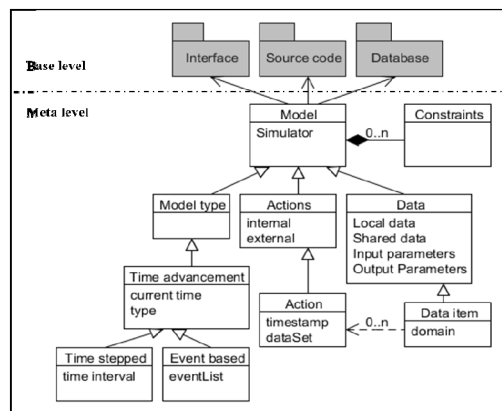 Interface
Source code
Database
Base level
Meta level
Model
Simulator
0..n
Constraints
Model type
Actions
internal
external
Data
Local data
Shared data
Input parameters
Output Parameters
Time advancement
current time
type
Action
timestamp
dataSet
0..n
Data item
domain
Time stepped
time interval
Event based
eventList